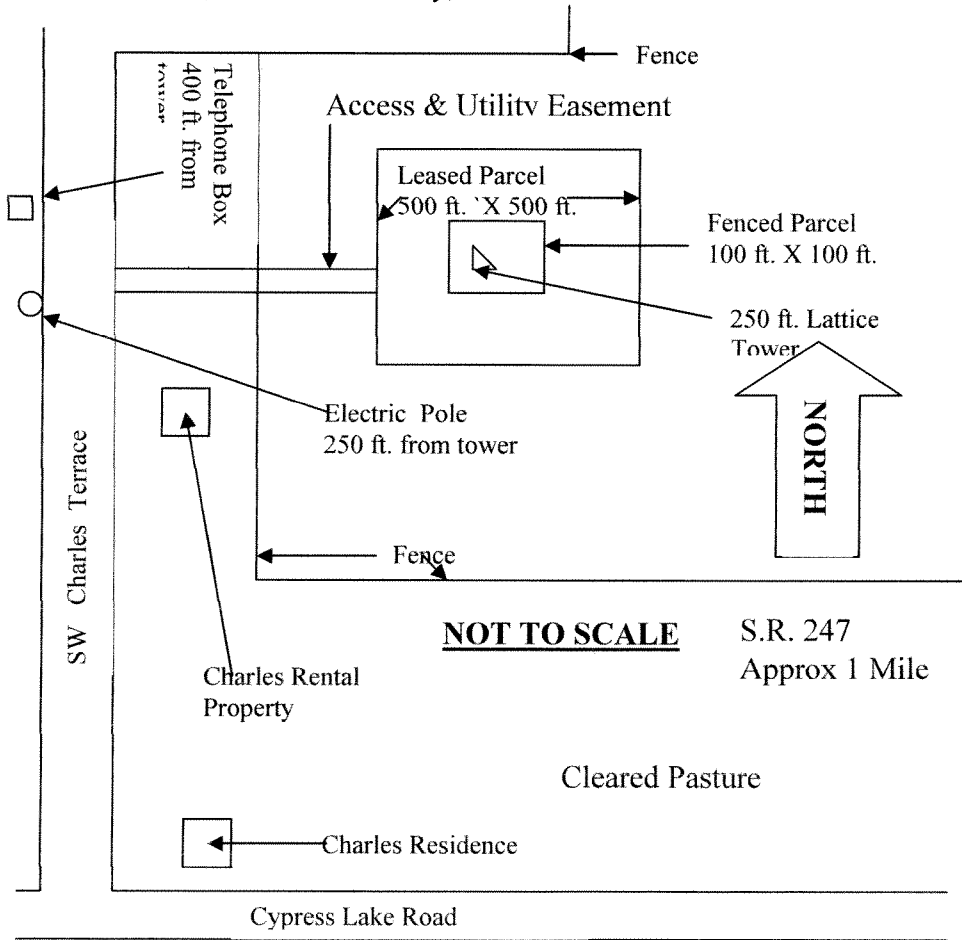 Fence
Telephone Box
400 ft. from
tower
Access & Utility Easement
Leased Parcel
500 ft. `X 500 ft.
Fenced Parcel
100 ft. X 100 ft.
250 ft. Lattice
Tower
NORTH
Electric Pole
250 ft. from tower
SW Charles Terrace
Fence
NOT TO SCALE
S.R. 247
Approx 1 Mile
Charles Rental
Property
Cleared Pasture
Charles Residence
Cypress Lake Road